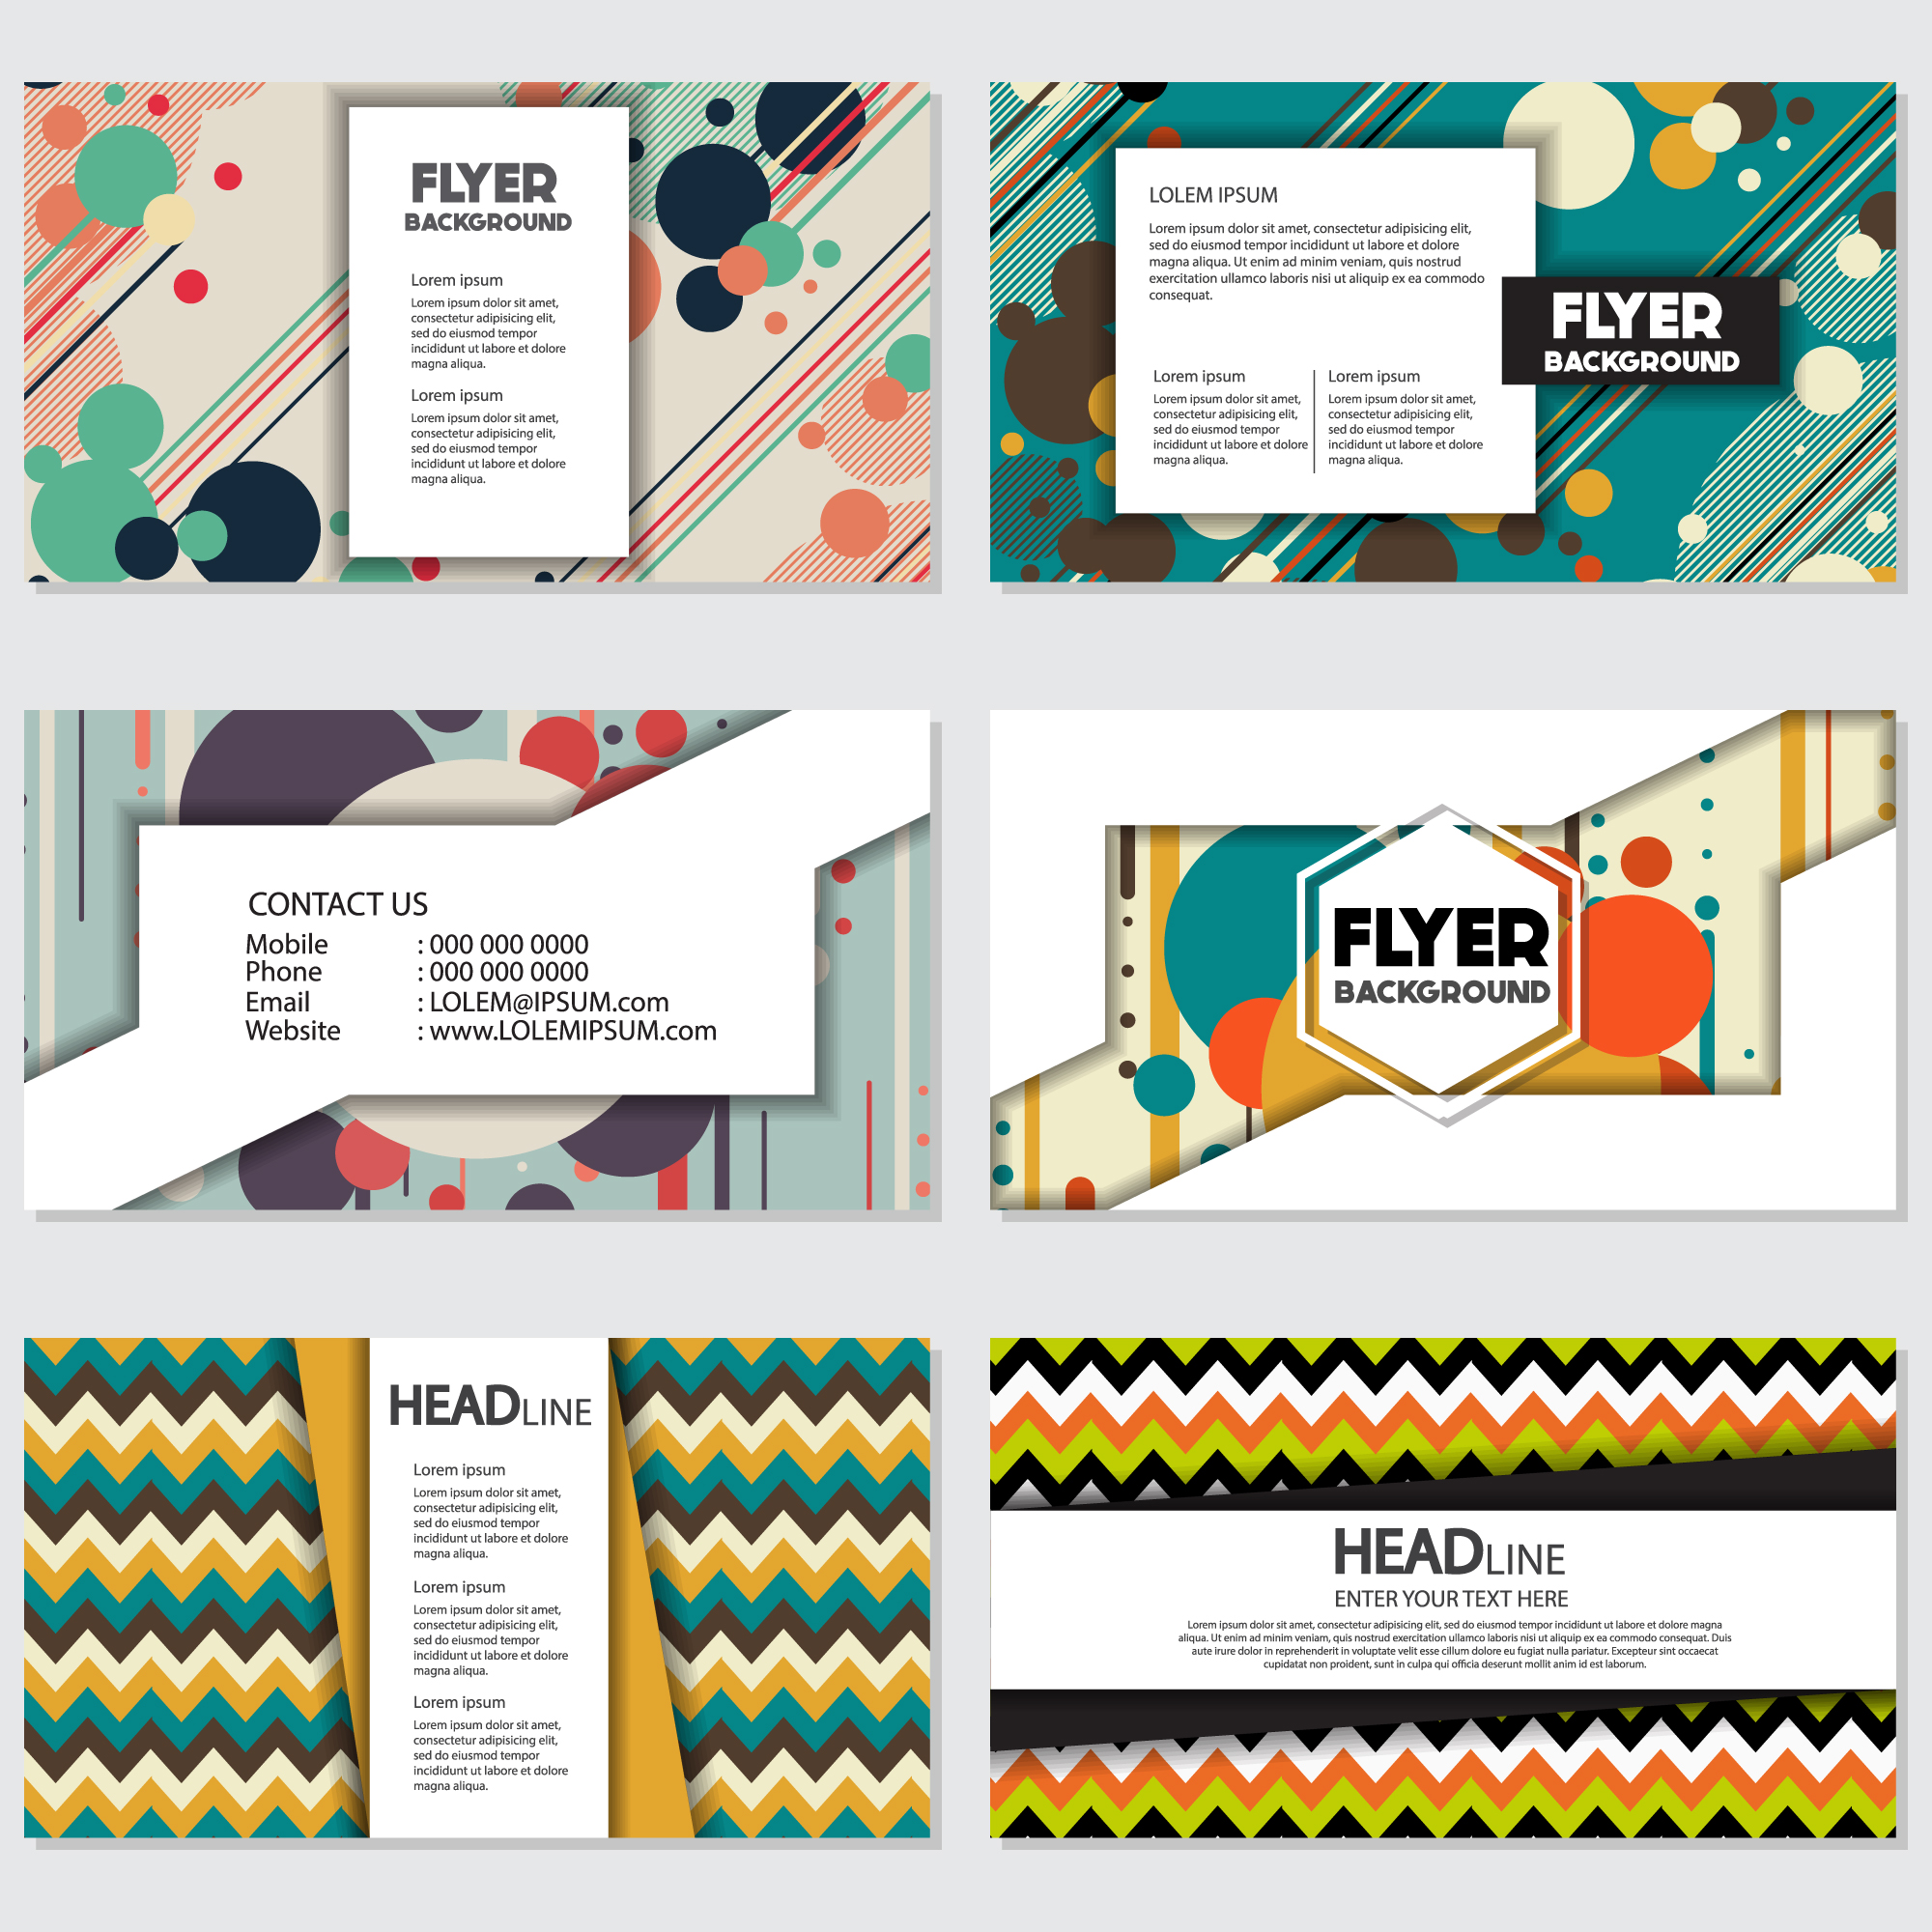 FLYER
BACKGROUND
Lorem ipsum
Lorem ipsum dolor sit amet,
consectetur adipisicing elit,
sed do eiusmod tempor
incididunt ut labore et dolore
magna aliqua.
Lorem ipsum
Lorem ipsum dolor sit amet,
consectetur adipisicing elit,
sed do eiusmod tempor
incididunt ut labore et dolore
magna aliqua.
LOLEM IPSUM
Lorem ipsum dolor sit amet, consectetur adipisicing elit,
sed do eiusmod tempor incididunt ut labore et dolore
magna aliqua. Ut enim ad minim veniam, quis nostrud
exercitation ullamco laboris nisi ut aliquip ex ea commodo
consequat.
Lorem ipsum
Lorem ipsum dolor sit amet,
consectetur adipisicing elit,
sed do eiusmod tempor
incididunt ut labore et dolore
magna aliqua.
Lorem ipsum
Lorem ipsum dolor sit amet,
consectetur adipisicing elit,
sed do eiusmod tempor
incididunt ut labore et dolore
magna aliqua.
FLYER
BACKGROUND
CONTACT US
Mobile : 000 000 0000
Phone : 000 000 0000
Email : LOLEM@IPSUM.com
Website : www.LOLEMIPSUM.com
FLYER
BACKGROUND
HEADLINE
Lorem ipsum
Lorem ipsum dolor sit amet,
consectetur adipisicing elit,
sed do eiusmod tempor
incididunt ut labore et dolore
magna aliqua.
Lorem ipsum
Lorem ipsum dolor sit amet,
consectetur adipisicing elit,
sed do eiusmod tempor
incididunt ut labore et dolore
magna aliqua.
Lorem ipsum
Lorem ipsum dolor sit amet,
consectetur adipisicing elit,
sed do eiusmod tempor
incididunt ut labore et dolore
magna aliqua.
HEADLINE
ENTER YOUR TEXT HERE
Lorem ipsum dolor sit amet, consectetur adipisicing elit, sed do eiusmod tempor incididunt ut labore et dolore magna
aliqua. Ut enim ad minim veniam, quis nostrud exercitation ullamco laboris nisi ut aliquip ex ea commodo consequat. Duis
aute irure dolor in reprehenderit in voluptate velit esse cillum dolore eu fugiat nulla pariatur. Excepteur sint occaecat
cupidatat non proident, sunt in culpa qui officia deserunt mollit anim id est laborum.